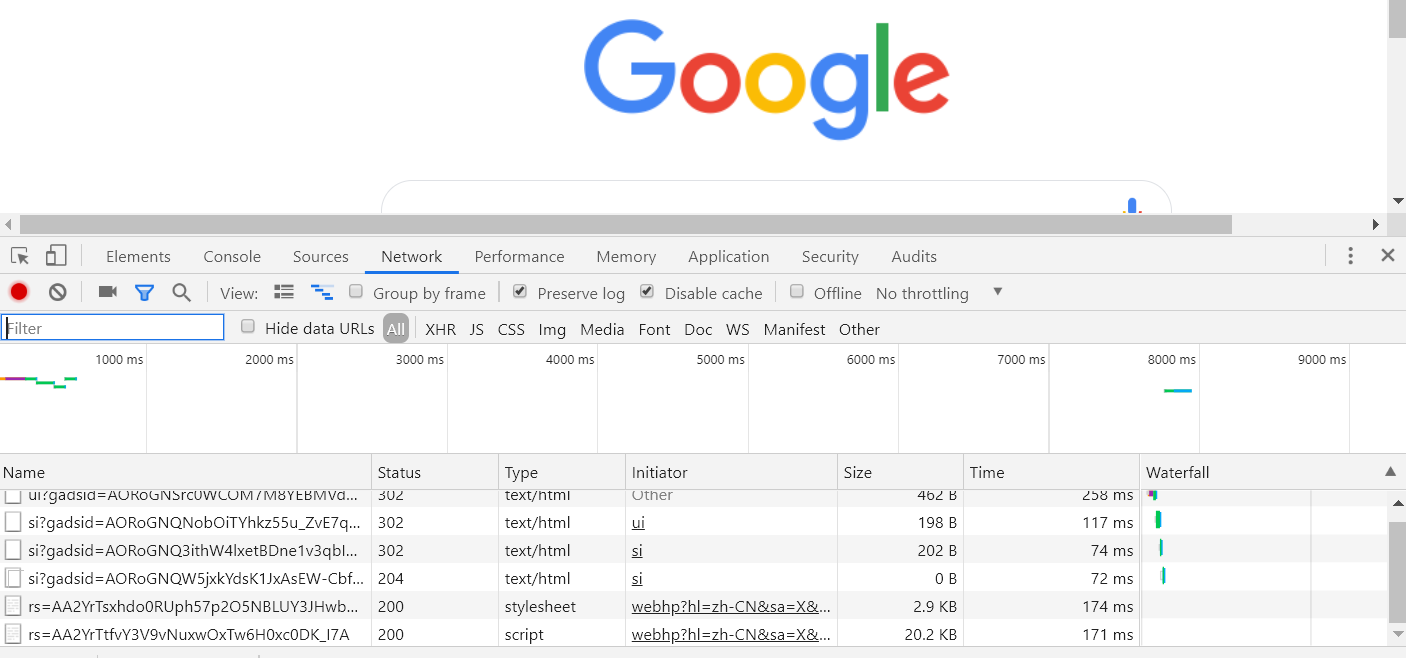 Google
Elements Console Sources Network Performance Memory Application Security Audits
View: Group by frame Preserve log Disable cache Offline No throttling
Filter Hide data URLs All XHR JS CSS Img Media Font Doc WS Manifest Other
1000 ms 2000 ms 3000 ms 4000 ms 5000 ms 6000 ms 7000 ms 8000 ms 9000 ms
Name Status Type Initiator Size Time Waterfall
ui?gadsid=AORoGNSrc0WCOM7M8YEBMVd... 302 text/html Other 462 B 258 ms
si?gadsid=AORoGNQNobOiTYhkz55u_ZvE7q... 302 text/html ui 198 B 117 ms
si?gadsid=AORoGNQ3ithW4lxetBDne1v3qbI... 302 text/html si 202 B 74 ms
si?gadsid=AORoGNQW5jxkYdsK1JxAsEW-Cbf... 204 text/html si 0 B 72 ms
rs=AA2YrTsxhdo0RUph57p2O5NBLUY3JHwb... 200 stylesheet webhp?hl=zh-CN&sa=X&... 2.9 KB 174 ms
rs=AA2YrTtfvY3V9vNuxwOxTw6H0xc0DK_I7A 200 script webhp?hl=zh-CN&sa=X&... 20.2 KB 171 ms